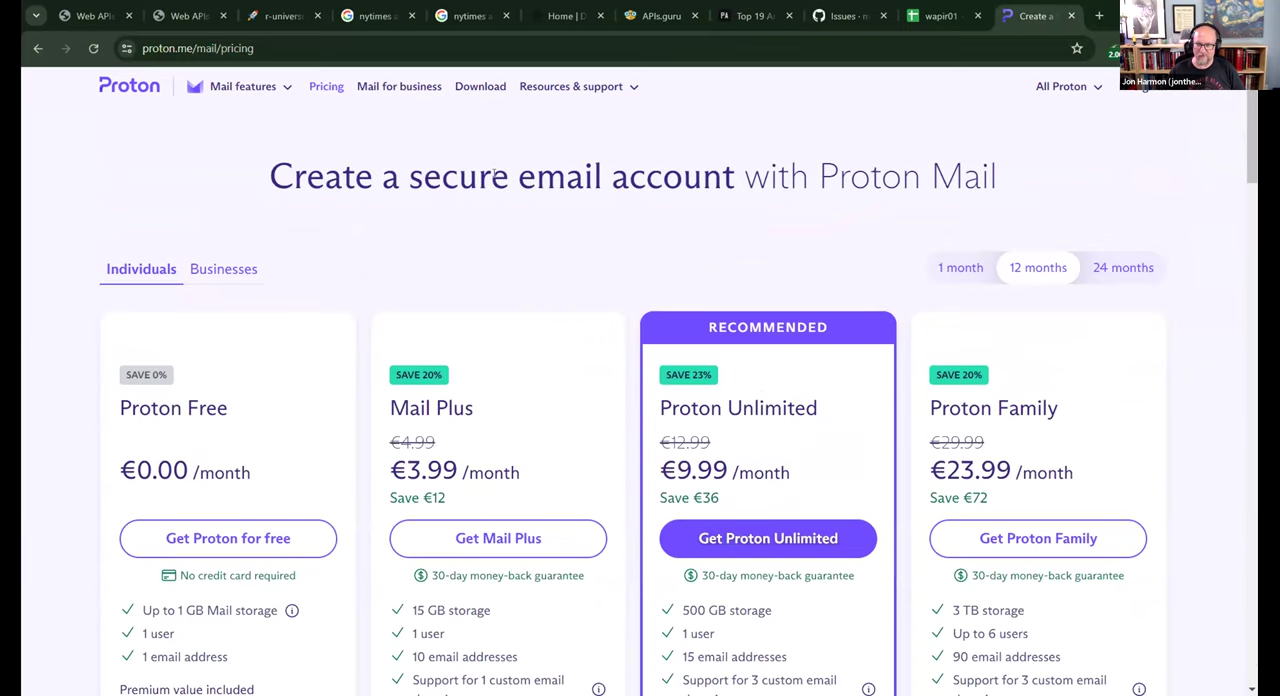 Web APIs
Web APIs
r-univers
nytimes a
nytimes a
Home | D
APIs.guru
Top 19 A
Issues · m
wapir01
Create a
proton.me/mail/pricing
2.0
Jon Harmon (jonthe...
Proton
Mail features
Pricing
Mail for business
Download
Resources & support
All Proton
Create a secure email account with Proton Mail
Individuals
Businesses
1 month
12 months
24 months
RECOMMENDED
SAVE 0%
Proton Free
€0.00 /month
Get Proton for free
No credit card required
Up to 1 GB Mail storage
1 user
1 email address
Premium value included
SAVE 20%
Mail Plus
€4.99
€3.99 /month
Save €12
Get Mail Plus
30-day money-back guarantee
15 GB storage
1 user
10 email addresses
Support for 1 custom email
SAVE 23%
Proton Unlimited
€12.99
€9.99 /month
Save €36
Get Proton Unlimited
30-day money-back guarantee
500 GB storage
1 user
15 email addresses
Support for 3 custom email
SAVE 20%
Proton Family
€29.99
€23.99 /month
Save €72
Get Proton Family
30-day money-back guarantee
3 TB storage
Up to 6 users
90 email addresses
Support for 3 custom email